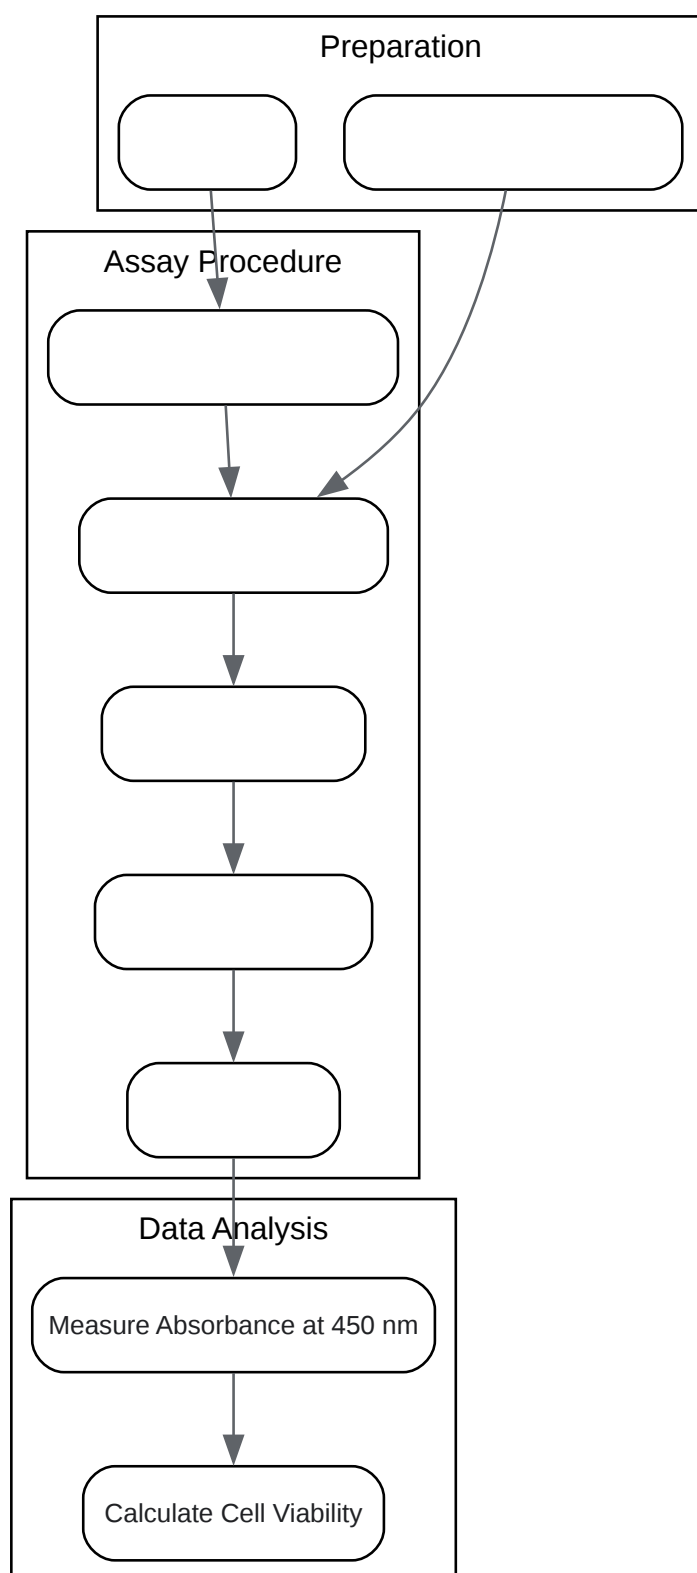 Preparation
Assay Procedure
Data Analysis
Measure Absorbance at 450 nm
Calculate Cell Viability